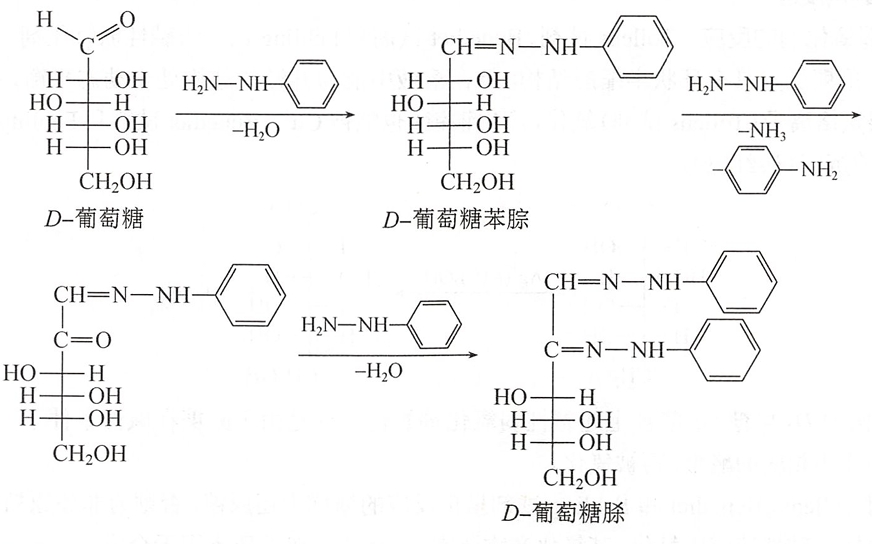 H O
H OH
HO H
H OH
H OH
CH₂OH
D–葡萄糖
H₂N—NH
–H₂O
CH=N—NH
H OH
HO H
H OH
H OH
CH₂OH
D–葡萄糖苯腙
H₂N—NH
–NH₃
– NH₂
CH=N—NH
C=O
HO H
H OH
H OH
CH₂OH
H₂N—NH
–H₂O
CH=N—NH
C=N—NH
HO H
H OH
H OH
CH₂OH
D–葡萄糖脎